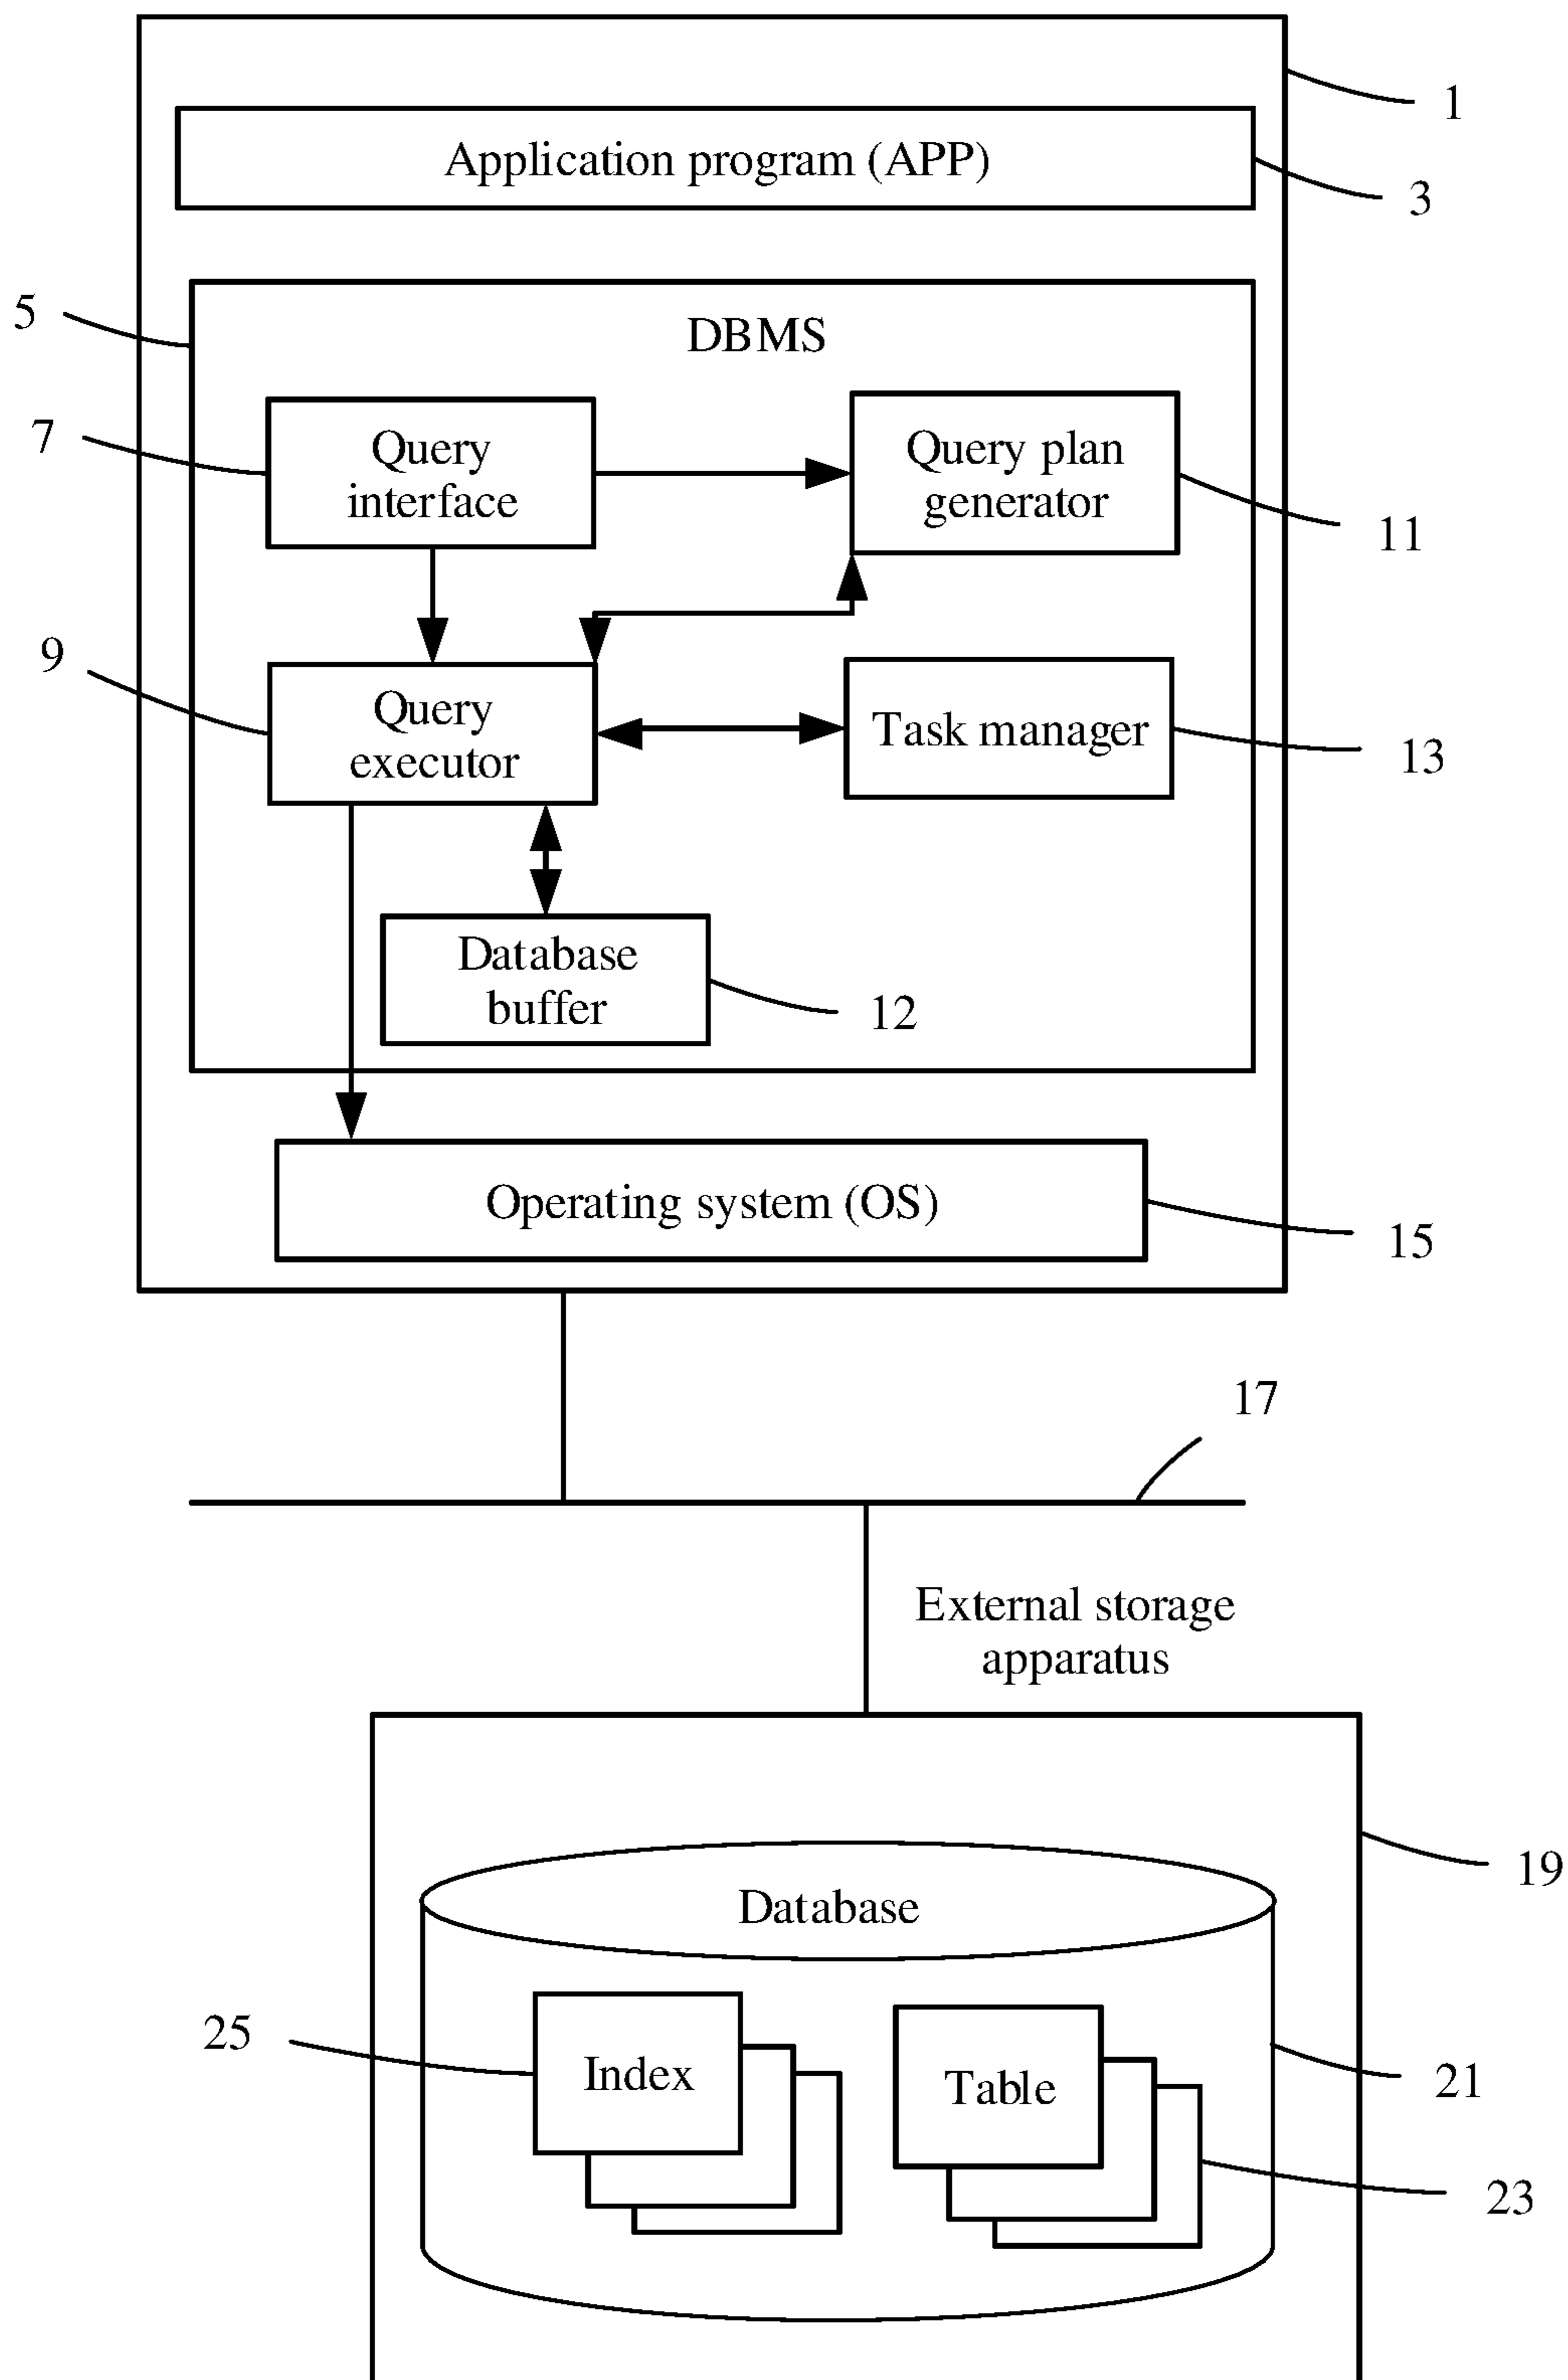 1
Application program (APP)
3
5
DBMS
7
Query
interface
Query plan
generator
11
9
Query
executor
Task manager
13
Database
buffer
12
Operating system (OS)
15
17
External storage
apparatus
19
Database
25
Index
Table
21
23